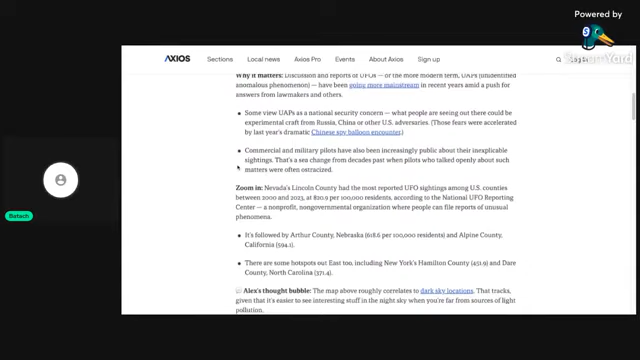 Powered by
AXIOS
Sections
Local news
Axios Pro
Events
About Axios
Sign up
Why it matters: Discussion and reports of UFOs — or the more modern term, UAPs (unidentified
anomalous phenomenon) — have been going more mainstream in recent years amid a push for
answers from lawmakers and others.
Some view UAPs as a national security concern — what people are seeing out there could be
experimental craft from Russia, China or other U.S. adversaries. (Those fears were accelerated
by last year's dramatic Chinese spy balloon encounter.)
Commercial and military pilots have also been increasingly public about their inexplicable
sightings. That's a sea change from decades past when pilots who talked openly about such
matters were often ostracized.
Zoom in: Nevada's Lincoln County had the most reported UFO sightings among U.S. counties
between 2000 and 2023, at 820.9 per 100,000 residents, according to the National UFO Reporting
Center — a nonprofit, nongovernmental organization where people can file reports of unusual
phenomena.
It's followed by Arthur County, Nebraska (618.6 per 100,000 residents) and Alpine County,
California (594.1).
There are some hotspots out East too, including New York's Hamilton County (451.9) and Dare
County, North Carolina (371.4).
Alex's thought bubble: The map above roughly correlates to dark sky locations. That tracks,
given that it's easier to see interesting stuff in the night sky when you're far from sources of light
pollution.